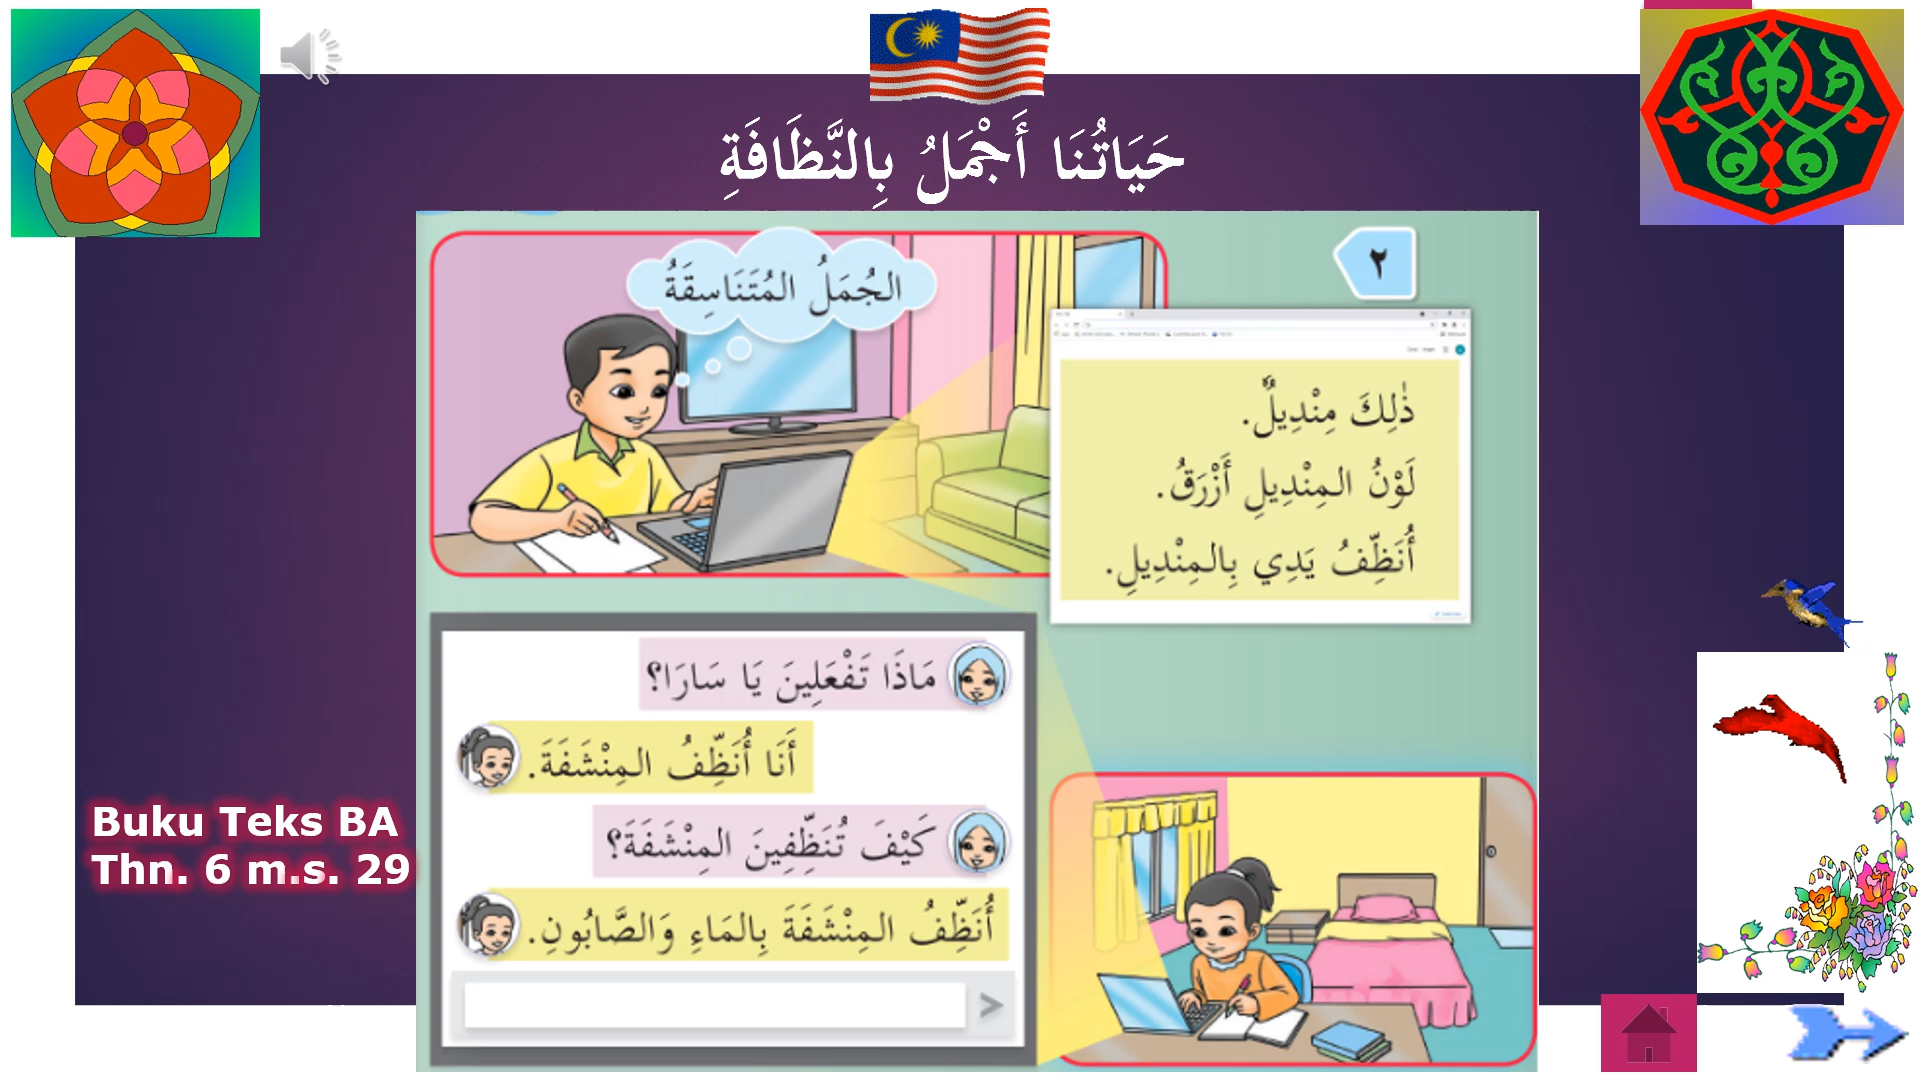 حَيَاتُنَا أَجْمَلُ بِالنَّظَافَةِ
٢
الجُمَلُ المُتَنَاسِقَةُ
ذٰلِكَ مِنْدِيلٌ.
لَوْنُ المِنْدِيلِ أَزْرَقُ.
أُنَظِّفُ يَدِي بِالمِنْدِيلِ.
مَاذَا تَفْعَلِينَ يَا سَارَا؟
أَنَا أُنَظِّفُ المِنْشَفَةَ.
كَيْفَ تُنَظِّفِينَ المِنْشَفَةَ؟
أُنَظِّفُ المِنْشَفَةَ بِالمَاءِ وَالصَّابُونِ.
Buku Teks BA
Thn. 6 m.s. 29